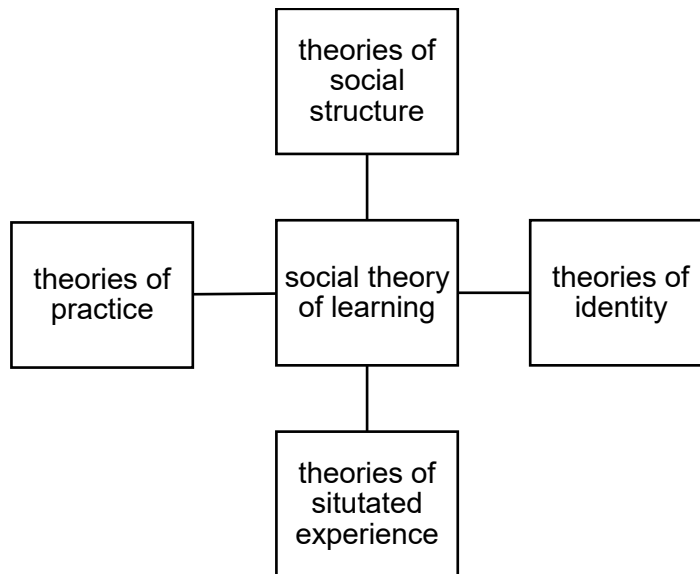 theories of
social
structure
theories of
practice
social theory
of learning
theories of
identity
theories of
situtated
experience